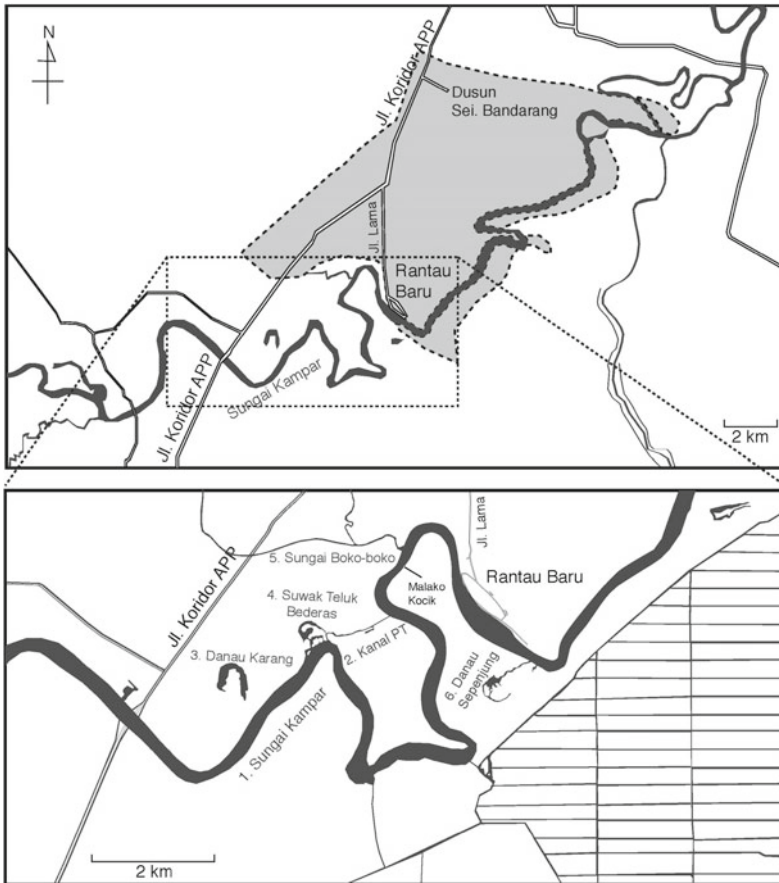 N
Jl. Koridor APP
Dusun
Sei. Bandarang
Jl. Lama
Rantau
Baru
Sungai Kampar
Jl. Koridor APP
2 km
Jl. Koridor APP
5. Sungai Boko-boko
Jl. Lama
Malako
Kocik
Rantau Baru
4. Suwak Teluk
Bederas
2. Kanal PT
3. Danau Karang
6. Danau
Sepenjung
1. Sungai Kampar
2 km